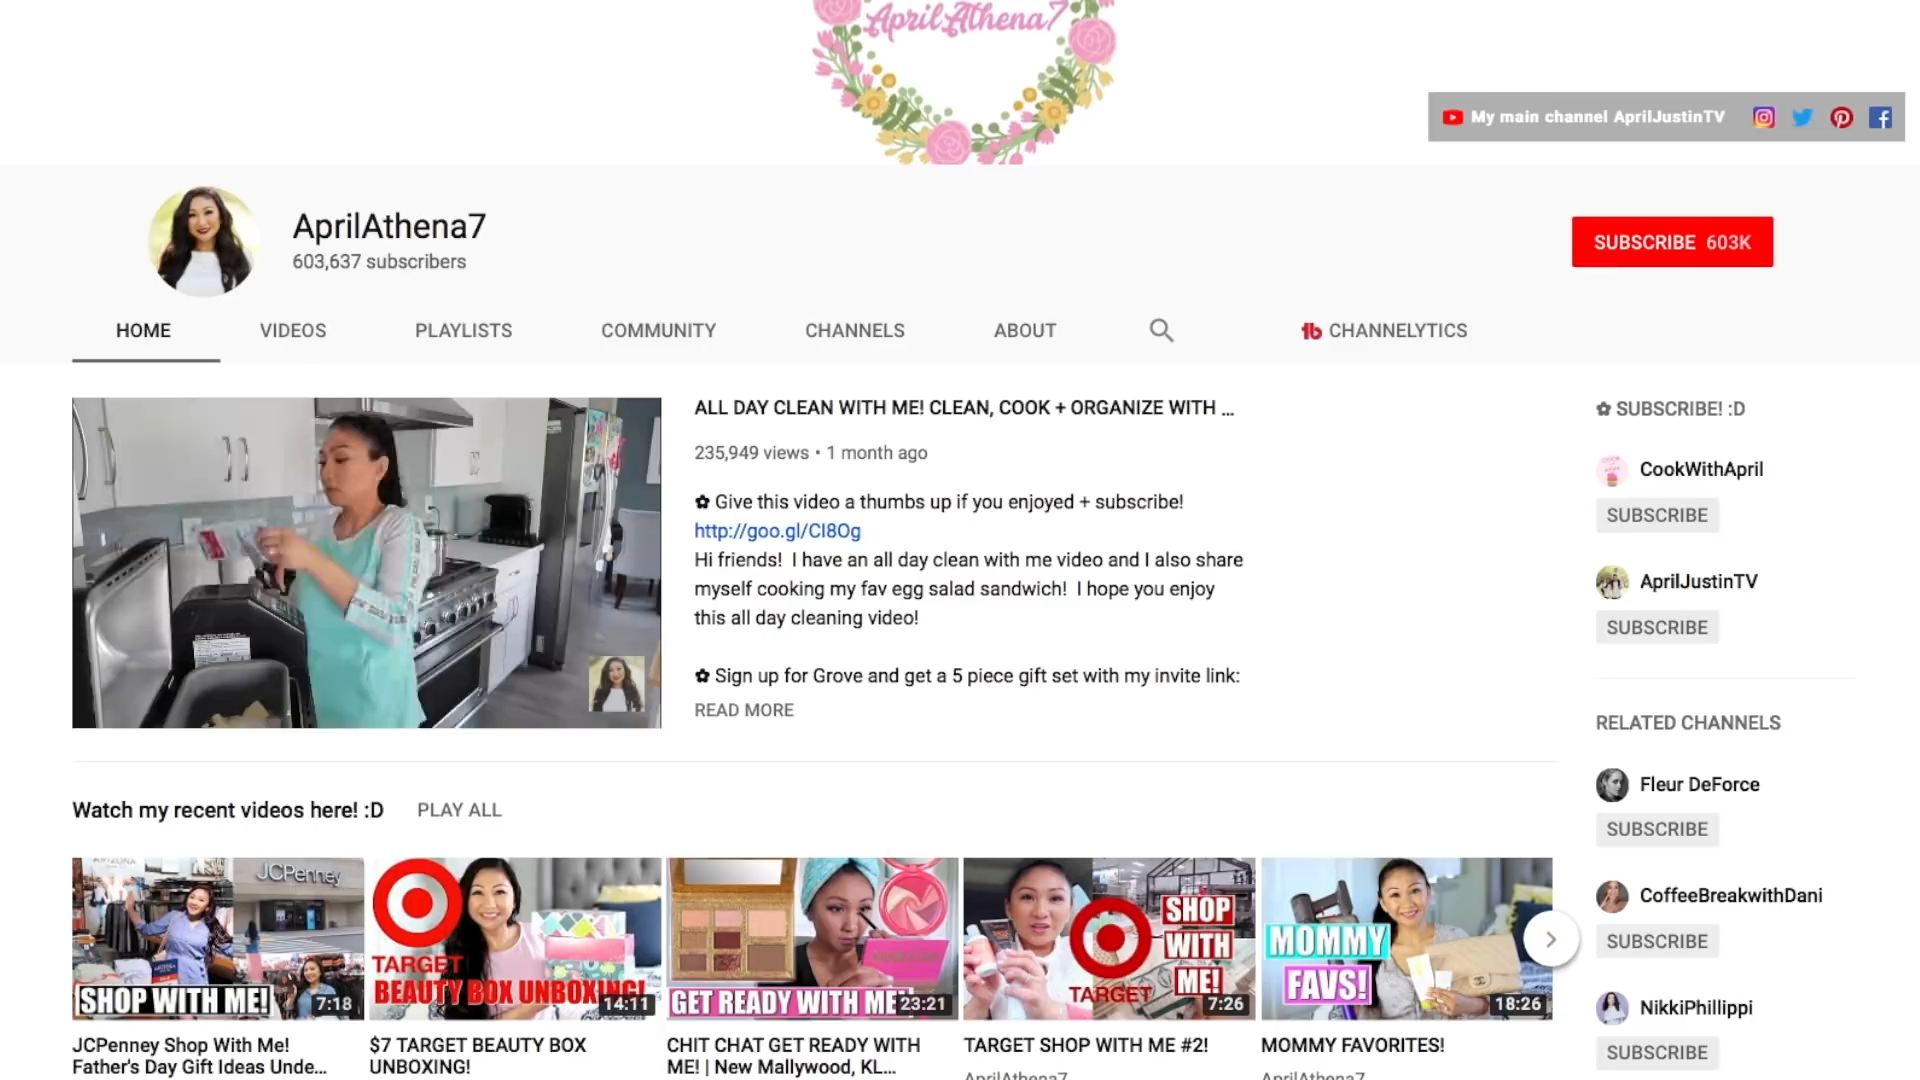 AprilAthena7
My main channel AprilJustinTV
AprilAthena7
603,637 subscribers
SUBSCRIBE 603K
HOME
VIDEOS
PLAYLISTS
COMMUNITY
CHANNELS
ABOUT
CHANNELYTICS
ALL DAY CLEAN WITH ME! CLEAN, COOK + ORGANIZE WITH ...
235,949 views • 1 month ago
✿ Give this video a thumbs up if you enjoyed + subscribe!
http://goo.gl/CI8Og
Hi friends! I have an all day clean with me video and I also share
myself cooking my fav egg salad sandwich! I hope you enjoy
this all day cleaning video!
✿ Sign up for Grove and get a 5 piece gift set with my invite link:
READ MORE
✿ SUBSCRIBE! :D
CookWithApril
SUBSCRIBE
AprilJustinTV
SUBSCRIBE
RELATED CHANNELS
Fleur DeForce
SUBSCRIBE
CoffeeBreakwithDani
SUBSCRIBE
NikkiPhillippi
SUBSCRIBE
Watch my recent videos here! :D
PLAY ALL
ARIZONA
JCPenney
SHOP WITH ME!
7:18
JCPenney Shop With Me!
Father's Day Gift Ideas Unde...
TARGET
BEAUTY BOX UNBOXING!
14:11
$7 TARGET BEAUTY BOX
UNBOXING!
GET READY WITH ME
23:21
CHIT CHAT GET READY WITH
ME! | New Mallywood, KL...
SHOP
WITH
ME!
TARGET
7:26
TARGET SHOP WITH ME #2!
AprilAthena7
MOMMY
FAVS!
18:26
MOMMY FAVORITES!
AprilAthena7